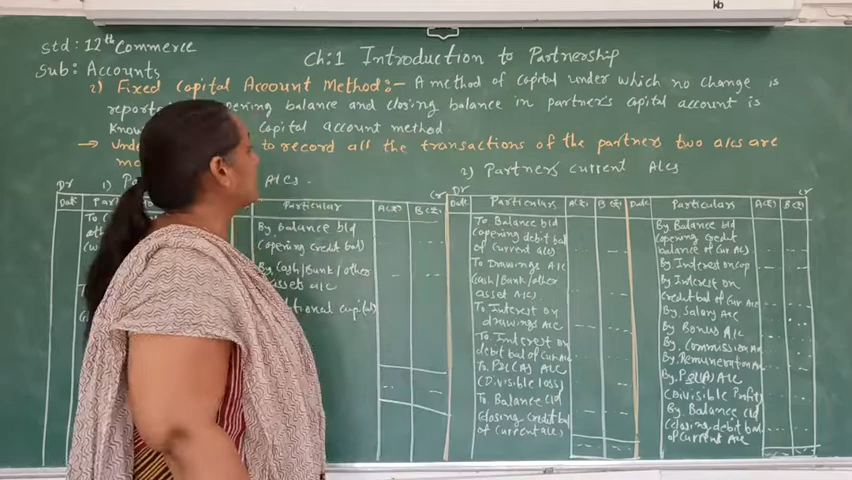 kb
Std: 12th Commerce
Sub: Accounts
Ch:1 Introduction to Partnership
2) Fixed Capital Account Method:- A method of capital under which no change is
opening balance and closing balance in partner's capital account is
capital account method.
→ to record all the transactions of the partners two a/cs are
A/cs.
2) Partner's current A/cs
Dr
Cr
Date
Particular A(₹) B(₹)
By Balance b/d
(opening credit bal)
By Cash/Bank/other
assets a/c
Dr
Cr
Date Particulars A(₹) B(₹)
To Balance b/d
(opening debit bal
of current a/cs)
To Drawings A/c
(cash/Bank/other
asset A/c)
To Interest on
drawings A/c
To Interest on
debit bal of Cur A/c
To P&L(A) A/c
(Divisible loss)
To Balance c/d
(closing credit bal
of current a/c)
Date Particulars A(₹) B(₹)
By Balance b/d
(opening credit
balance of Cur A/c)
By Interest on cap
By Interest on
credit bal of Cur A/c
By Salary A/c
By Bonus A/c
By Commission A/c
By Remuneration A/c
By P&L(A) A/c
(Divisible Profit)
By Balance c/d
(closing debit bal
of Current A/c